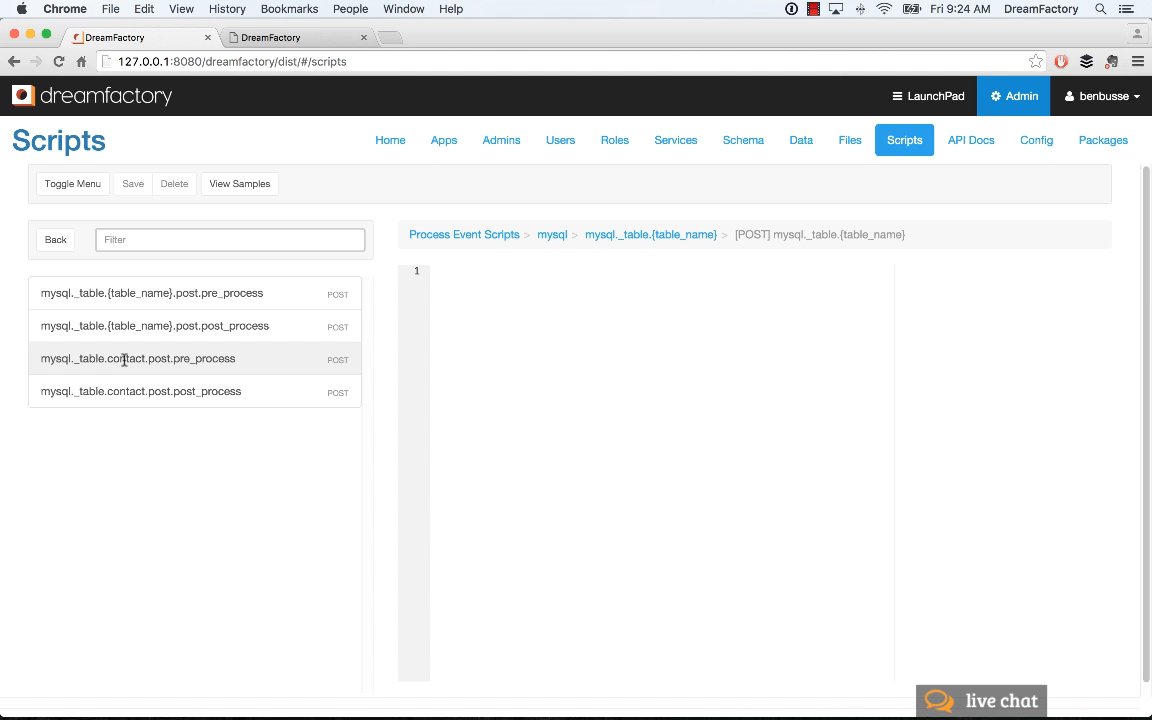 Chrome File Edit View History Bookmarks People Window Help Fri 9:24 AM DreamFactory
DreamFactory × DreamFactory ×
127.0.0.1:8080/dreamfactory/dist/#/scripts
dreamfactory LaunchPad Admin benbusse
Scripts Home Apps Admins Users Roles Services Schema Data Files Scripts API Docs Config Packages
Toggle Menu Save Delete View Samples
Back Filter
Process Event Scripts > mysql > mysql._table.{table_name} > [POST] mysql._table.{table_name}
1
mysql._table.{table_name}.post.pre_process POST
mysql._table.{table_name}.post.post_process POST
mysql._table.contact.post.pre_process POST
mysql._table.contact.post.post_process POST
live chat